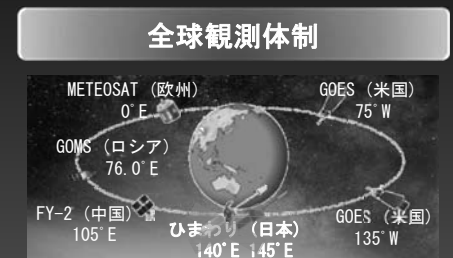 全球観測体制
METEOSAT (欧州)
0°E
GOES (米国)
75°W
GOMS (ロシア)
76.0°E
FY-2 (中国)
105°E
ひまわり (日本)
140°E 145°E
GOES (米国)
135°W